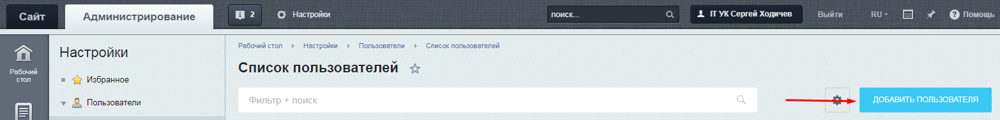 Сайт
Администрирование
2
Настройки
поиск...
IT УК Сергей Ходичев
Выйти
RU
Помощь
Рабочий стол
Настройки
Избранное
Пользователи
Рабочий стол
Настройки
Пользователи
Список пользователей
Список пользователей
Фильтр + поиск
ДОБАВИТЬ ПОЛЬЗОВАТЕЛЯ